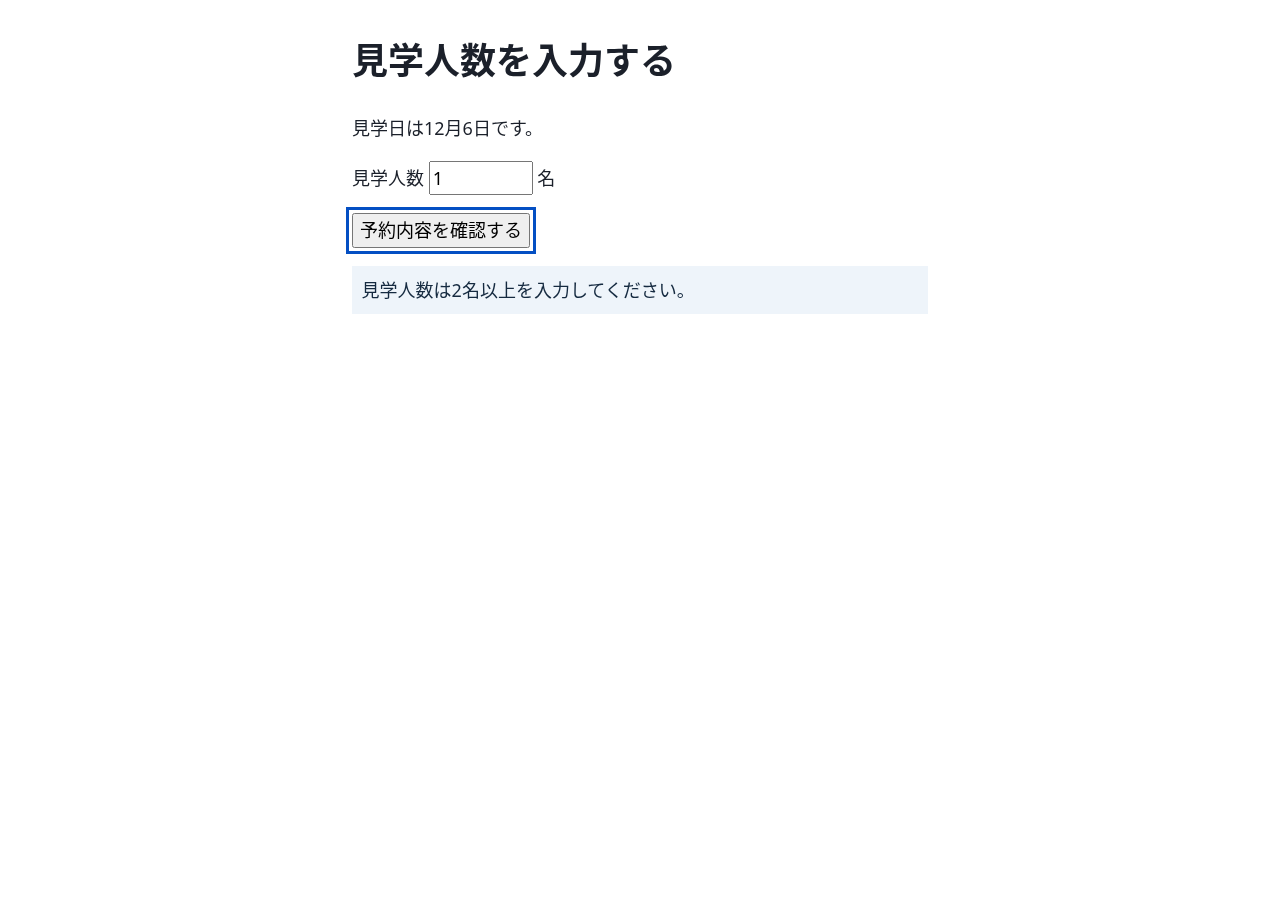 見学人数を入力する
見学日は12月6日です。
見学人数 1 名
予約内容を確認する
見学人数は2名以上を入力してください。